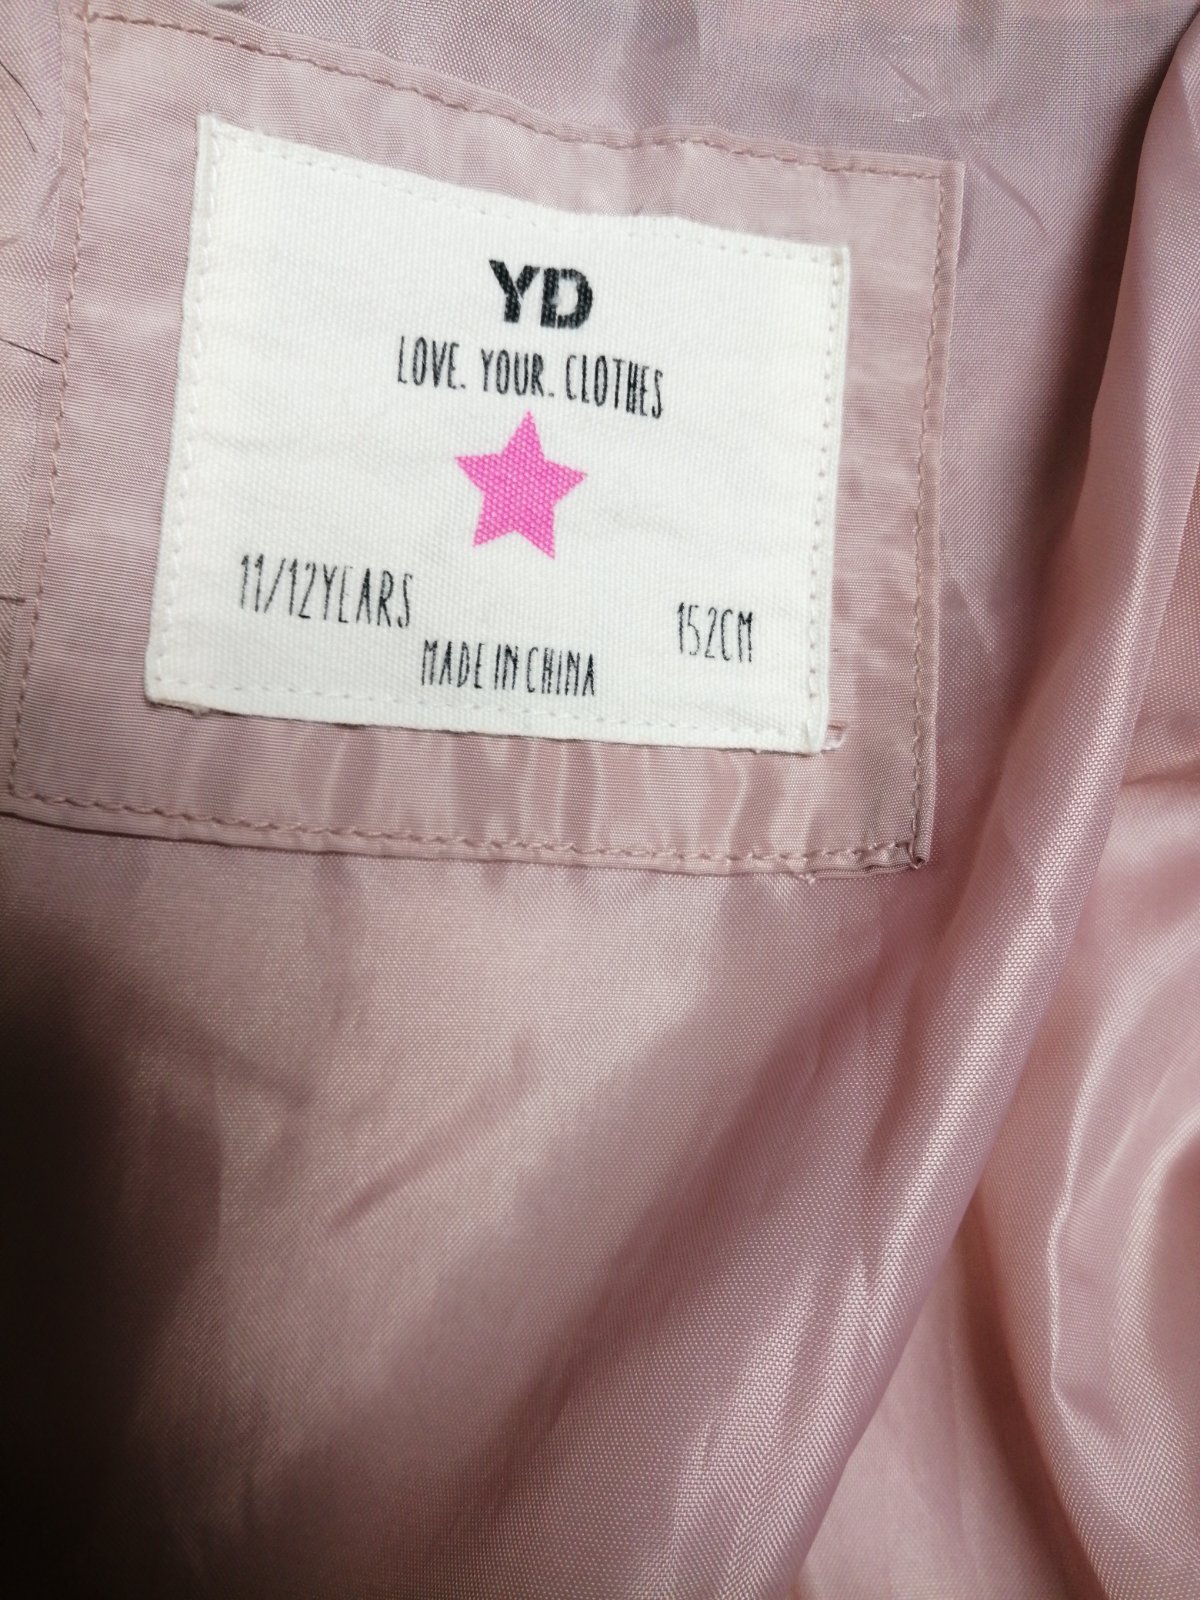 YD
LOVE. YOUR. CLOTHES
11/12YEARS
152CM
MADE IN CHINA